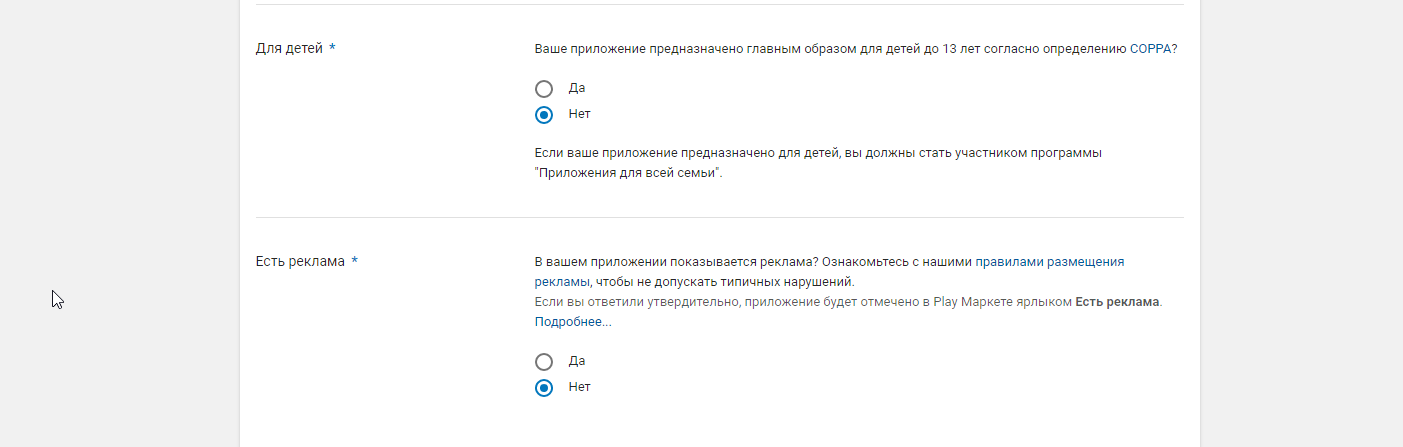 Для детей *
Ваше приложение предназначено главным образом для детей до 13 лет согласно определению COPPA?
Да
Нет
Если ваше приложение предназначено для детей, вы должны стать участником программы
"Приложения для всей семьи".
Есть реклама *
В вашем приложении показывается реклама? Ознакомьтесь с нашими правилами размещения
рекламы, чтобы не допускать типичных нарушений.
Если вы ответили утвердительно, приложение будет отмечено в Play Маркете ярлыком Есть реклама.
Подробнее...
Да
Нет